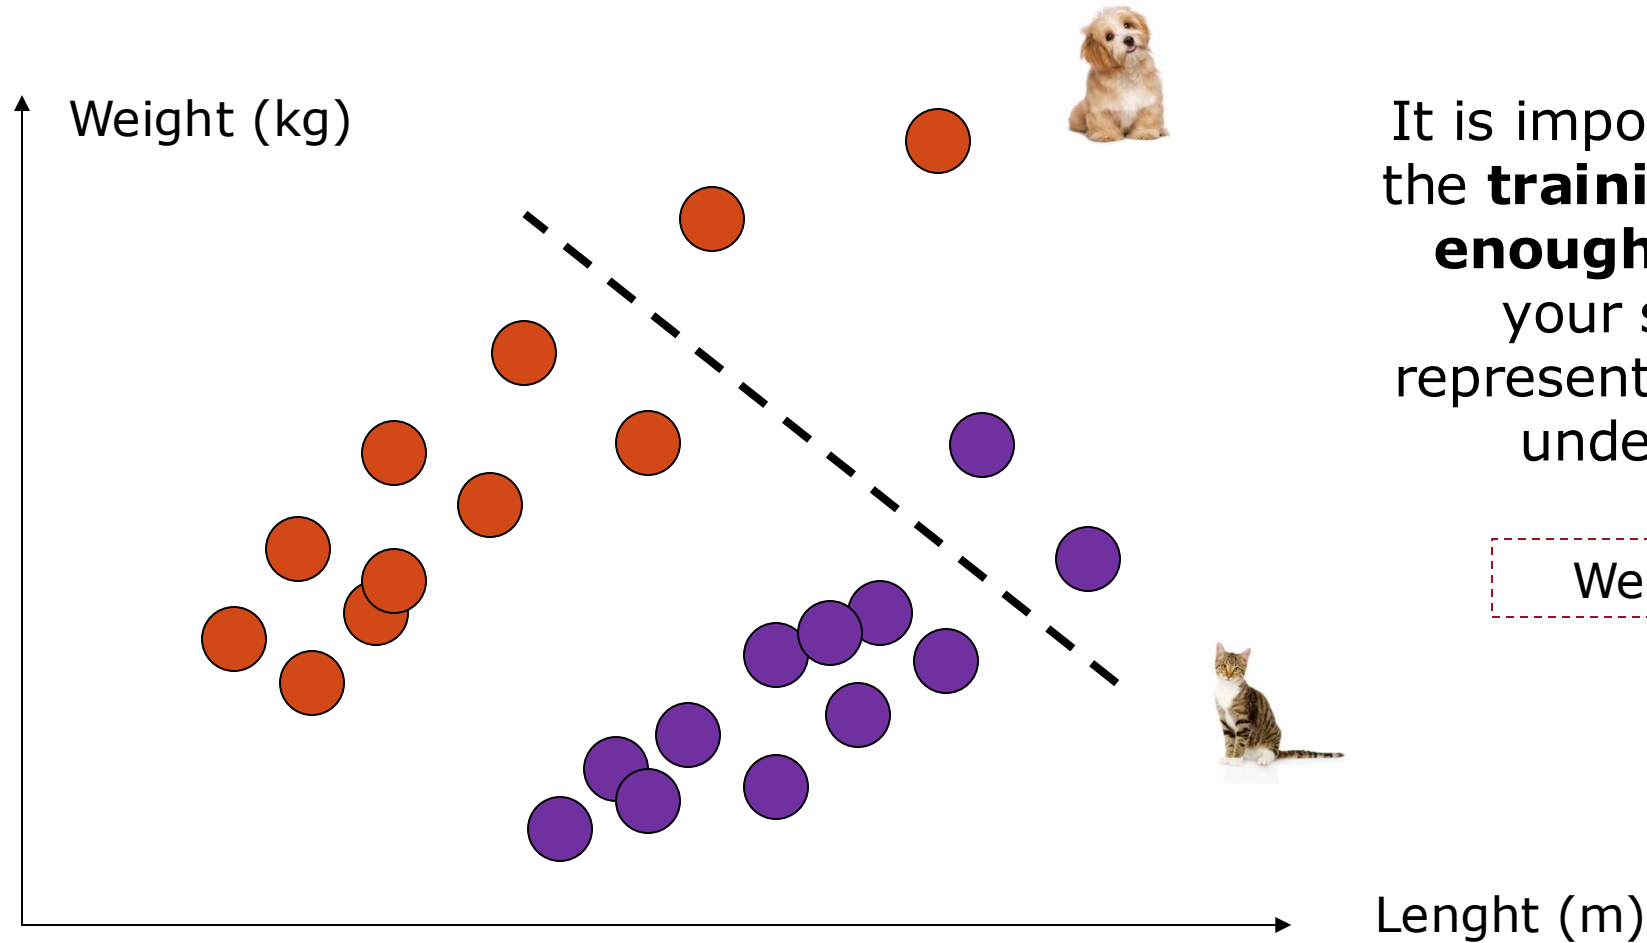 Weight (kg)
It is impo
the traini
enough
your s
represent
unde
We
Lenght (m)